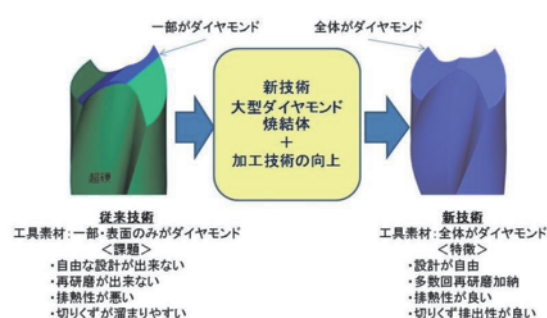 一部がダイヤモンド
全体がダイヤモンド
新技術
大型ダイヤモンド
焼結体
+
加工技術の向上
超硬
従来技術
工具素材:一部・表面のみがダイヤモンド
<課題>
・自由な設計が出来ない
・再研磨が出来ない
・排熱性が悪い
・切りくずが溜まりやすい
新技術
工具素材:全体がダイヤモンド
<特徴>
・設計が自由
・多数回再研磨加納
・排熱性が良い
・切りくず排出性が良い